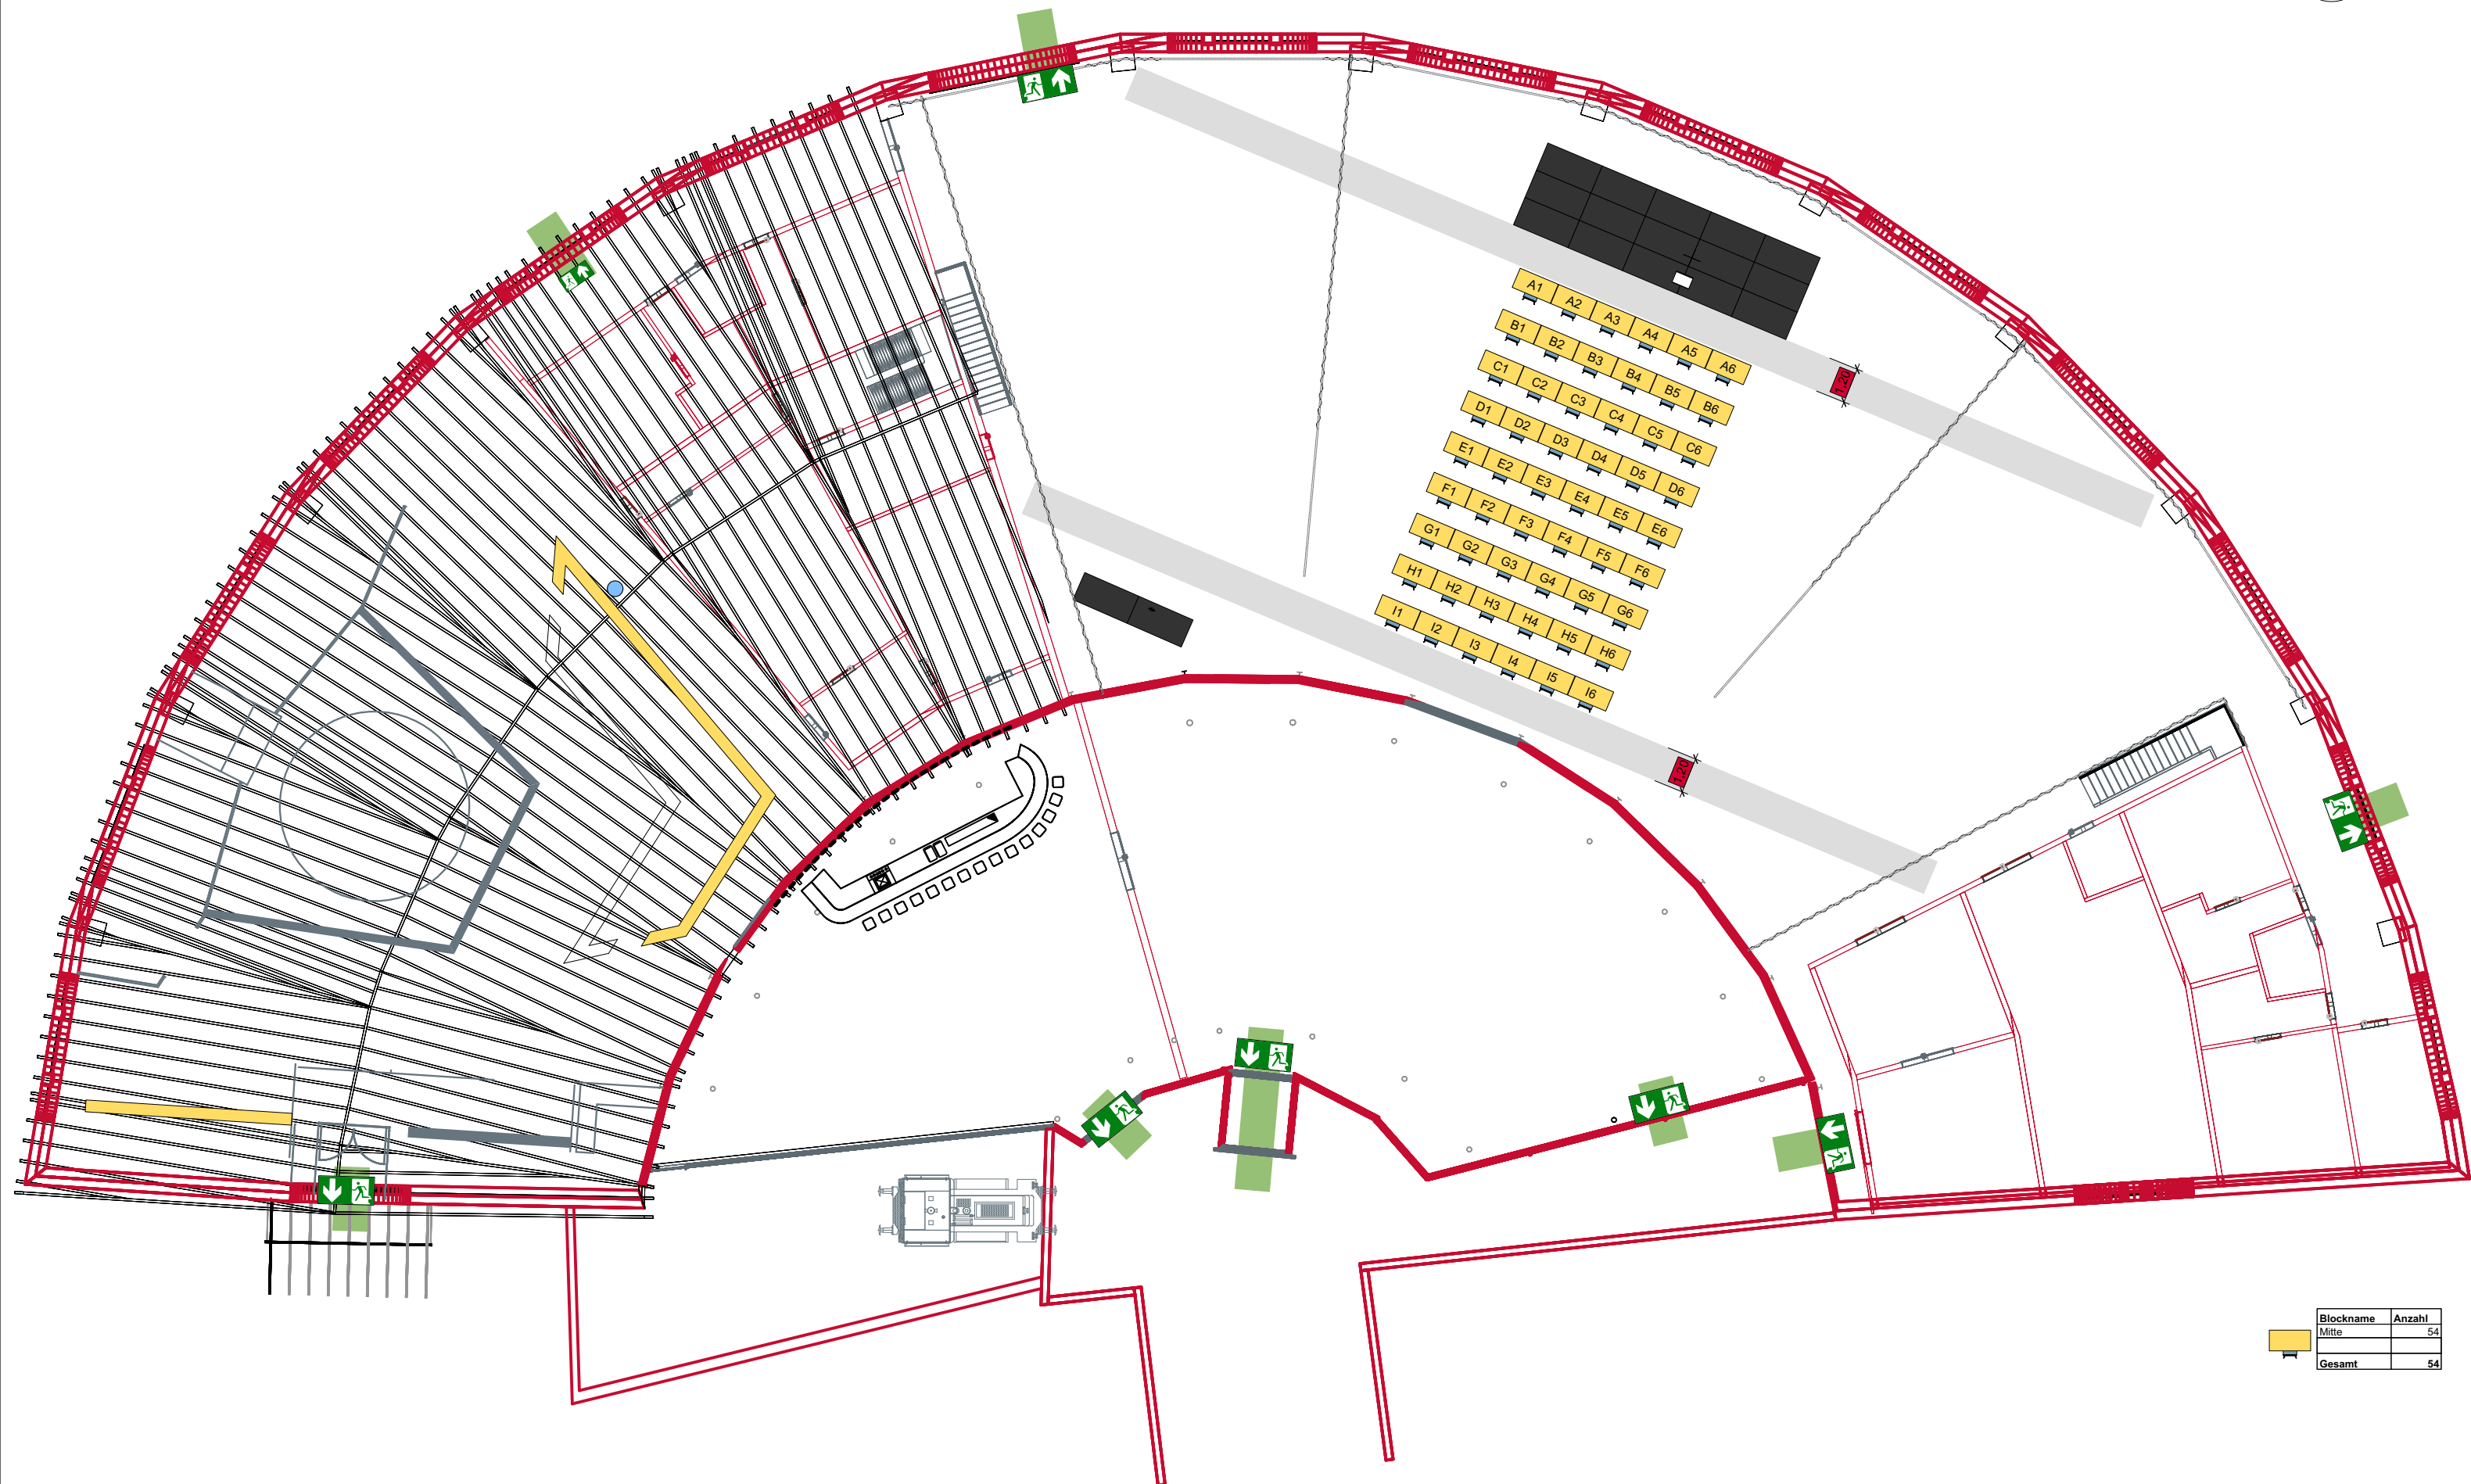 A1 A2 A3 A4 A5 A6
B1 B2 B3 B4 B5 B6
C1 C2 C3 C4 C5 C6
D1 D2 D3 D4 D5 D6
E1 E2 E3 E4 E5 E6
F1 F2 F3 F4 F5 F6
G1 G2 G3 G4 G5 G6
H1 H2 H3 H4 H5 H6
I1 I2 I3 I4 I5 I6
1.20
1.20
Blockname Anzahl
Mitte 54
Gesamt 54